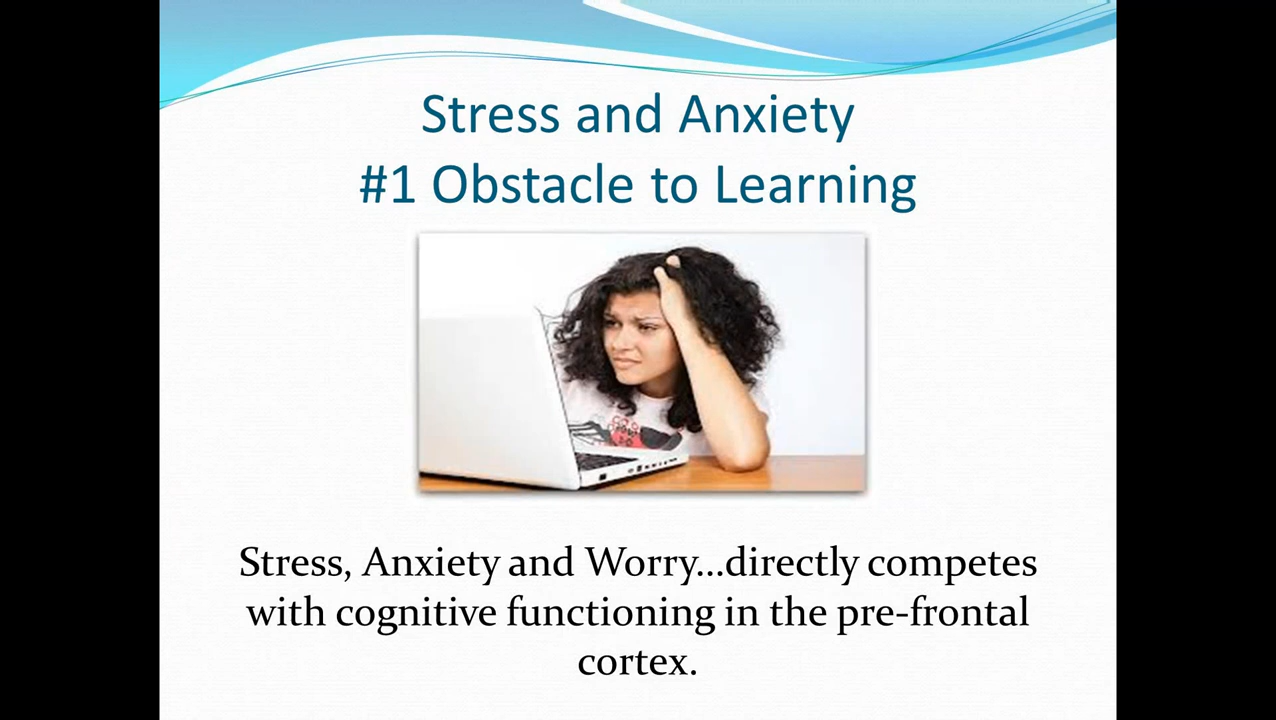 Stress and Anxiety
#1 Obstacle to Learning
Stress, Anxiety and Worry...directly competes
with cognitive functioning in the pre-frontal
cortex.